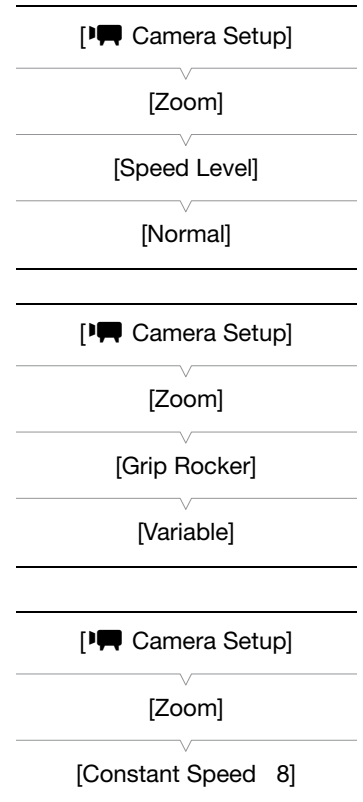 [Camera Setup]
[Zoom]
[Speed Level]
[Normal]
[Camera Setup]
[Zoom]
[Grip Rocker]
[Variable]
[Camera Setup]
[Zoom]
[Constant Speed 8]